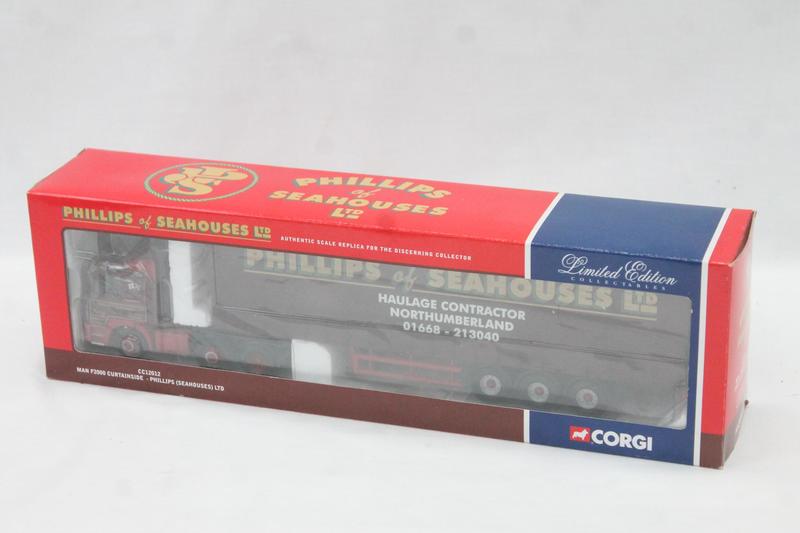 PS
PHILLIPS
of
SEAHOUSES
LTD
PHILLIPS of SEAHOUSES LTD
AUTHENTIC SCALE REPLICA FOR THE DISCERNING COLLECTOR
Limited Edition
COLLECTABLES
PHILLIPS of SEAHOUSES LTD
HAULAGE CONTRACTOR
NORTHUMBERLAND
01668 - 213040
CC12012
MAN F2000 CURTAINSIDE - PHILLIPS (SEAHOUSES) LTD
CORGI